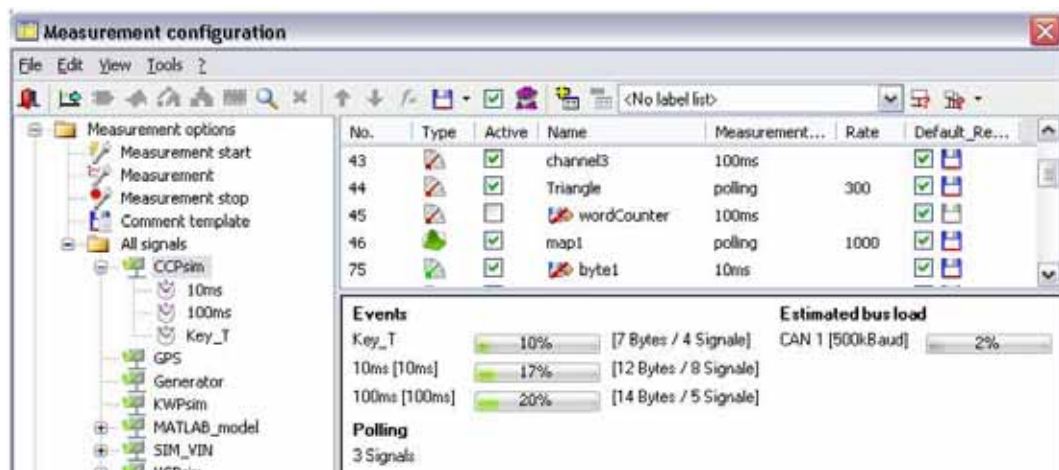 Measurement configuration
File Edit View Tools ?
<No label list>
Measurement options
Measurement start
Measurement
Measurement stop
Comment template
All signals
CCPsim
10ms
100ms
Key_T
GPS
Generator
KWPsim
MATLAB_model
SIM_VIN
No. Type Active Name Measurement... Rate Default_Re...
43 channel3 100ms
44 Triangle polling 300
45 wordCounter 100ms
46 map1 polling 1000
75 byte1 10ms
Events
Key_T 10% [7 Bytes / 4 Signale]
10ms [10ms] 17% [12 Bytes / 8 Signale]
100ms [100ms] 20% [14 Bytes / 5 Signale]
Polling
3 Signals
Estimated bus load
CAN 1 [500kBaud] 2%